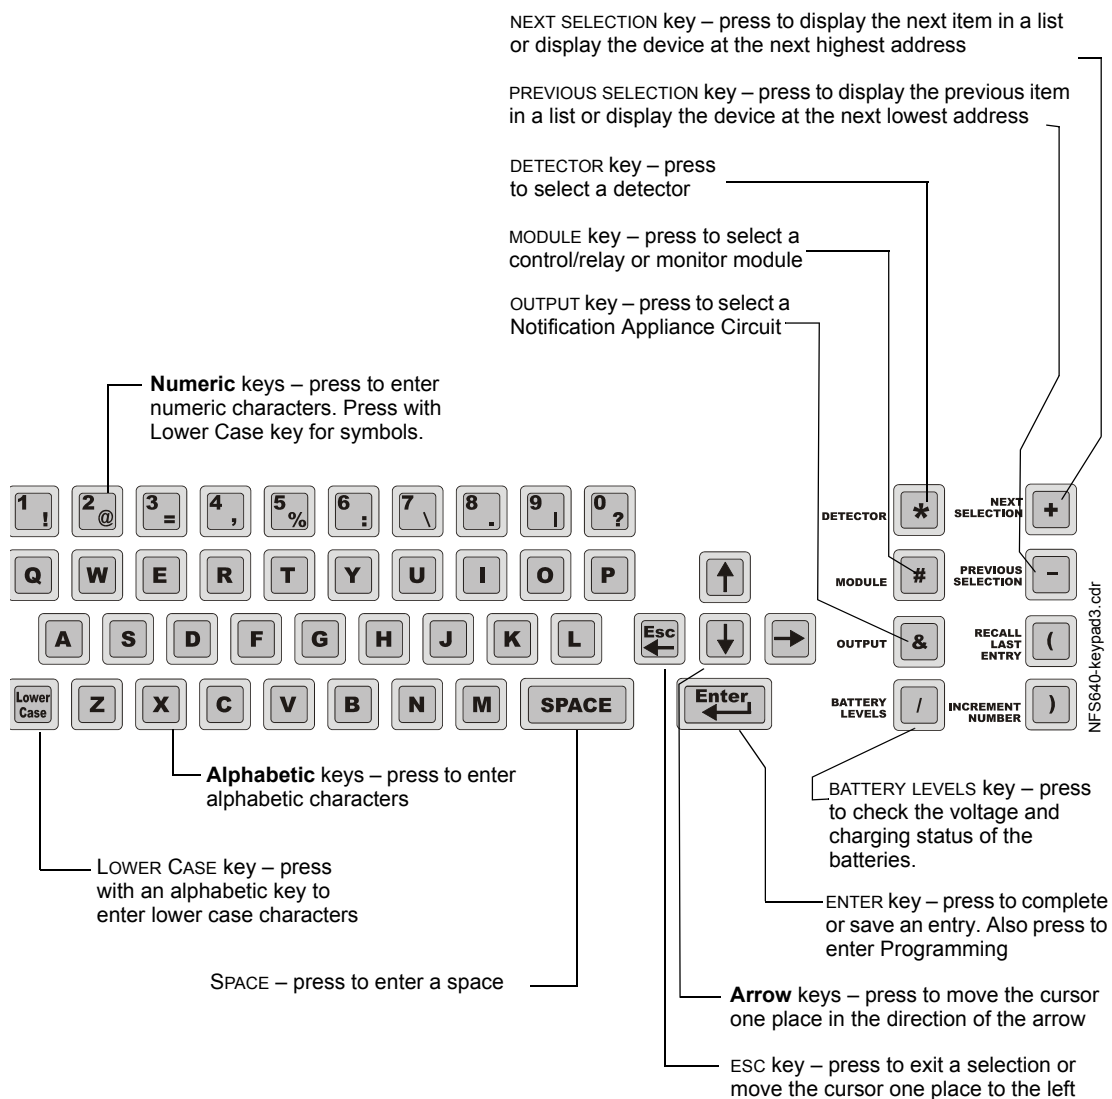 NEXT SELECTION key – press to display the next item in a list
or display the device at the next highest address
PREVIOUS SELECTION key – press to display the previous item
in a list or display the device at the next lowest address
DETECTOR key – press
to select a detector
MODULE key – press to select a
control/relay or monitor module
OUTPUT key – press to select a
Notification Appliance Circuit
Numeric keys – press to enter
numeric characters. Press with
Lower Case key for symbols.
1 ! 2 @ 3 = 4 , 5 % 6 : 7 \ 8 . 9 | 0 ?
DETECTOR * NEXT SELECTION +
Q W E R T Y U I O P
MODULE # PREVIOUS SELECTION -
A S D F G H J K L Esc
OUTPUT & RECALL LAST ENTRY (
Lower Case Z X C V B N M SPACE Enter
BATTERY LEVELS / INCREMENT NUMBER )
NFS640-keypad3.cdr
Alphabetic keys – press to enter
alphabetic characters
BATTERY LEVELS key – press
to check the voltage and
charging status of the
batteries.
LOWER CASE key – press
with an alphabetic key to
enter lower case characters
ENTER key – press to complete
or save an entry. Also press to
enter Programming
SPACE – press to enter a space
Arrow keys – press to move the cursor
one place in the direction of the arrow
ESC key – press to exit a selection or
move the cursor one place to the left